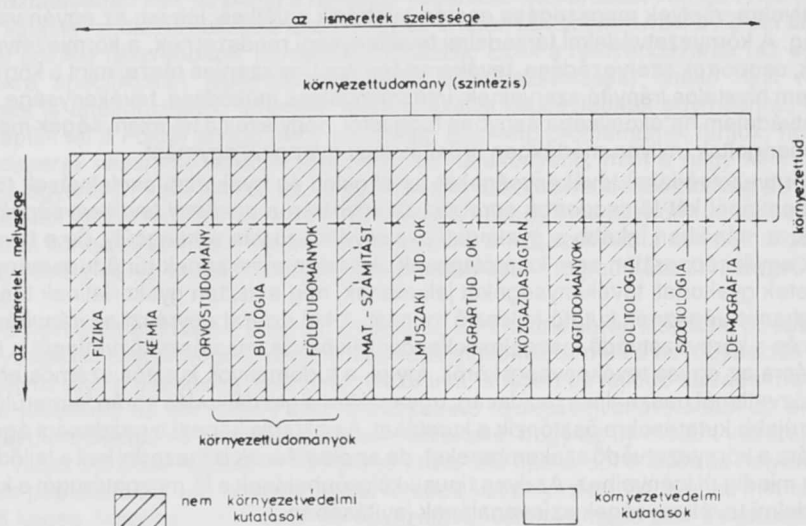 az ismeretek szélessége
környezettudomány (szintézis)
környezettud
az ismeretek mélysége
FIZIKA
KÉMIA
ORVOSTUDOMÁNY
BIOLÓGIA
FÖLDTUDOMÁNYOK
MAT. SZÁMÍTÁST.
MŰSZAKI TUD-OK
AGRÁRTUD-OK
KÖZGAZDASÁGTAN
JOGTUDOMÁNYOK
POLITOLÓGIA
SZOCIOLÓGIA
DEMOGRÁFIA
környezettudományok
nem környezetvédelmi
kutatások
környezetvédelmi
kutatások